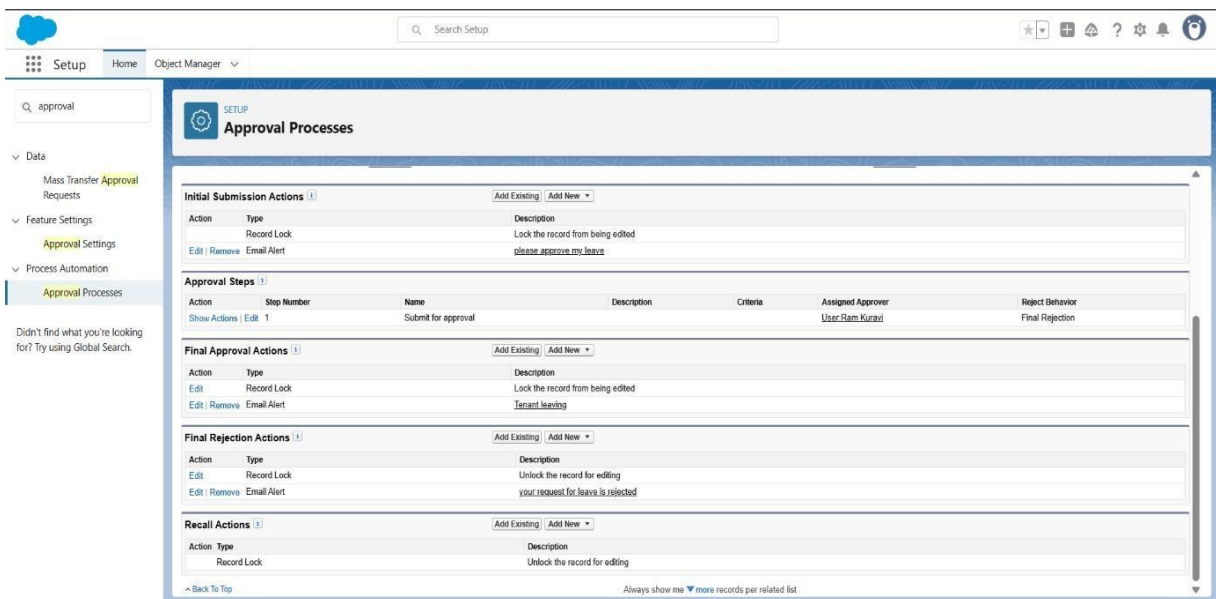 Search Setup
Setup
Home
Object Manager
approval
Data
Mass Transfer Approval
Requests
Feature Settings
Approval Settings
Process Automation
Approval Processes
Didn't find what you're looking
for? Try using Global Search.
SETUP
Approval Processes
Initial Submission Actions Add Existing Add New
Action Type Description
Record Lock Lock the record from being edited
Edit | Remove Email Alert please approve my leave
Approval Steps
Action Step Number Name Description Criteria Assigned Approver Reject Behavior
Show Actions | Edit 1 Submit for approval User:Ram Kuravi Final Rejection
Final Approval Actions Add Existing Add New
Action Type Description
Edit Record Lock Lock the record from being edited
Edit | Remove Email Alert Tenant leaving
Final Rejection Actions Add Existing Add New
Action Type Description
Edit Record Lock Unlock the record for editing
Edit | Remove Email Alert your request for leave is rejected
Recall Actions Add Existing Add New
Action Type Description
Record Lock Unlock the record for editing
Back To Top Always show me more records per related list